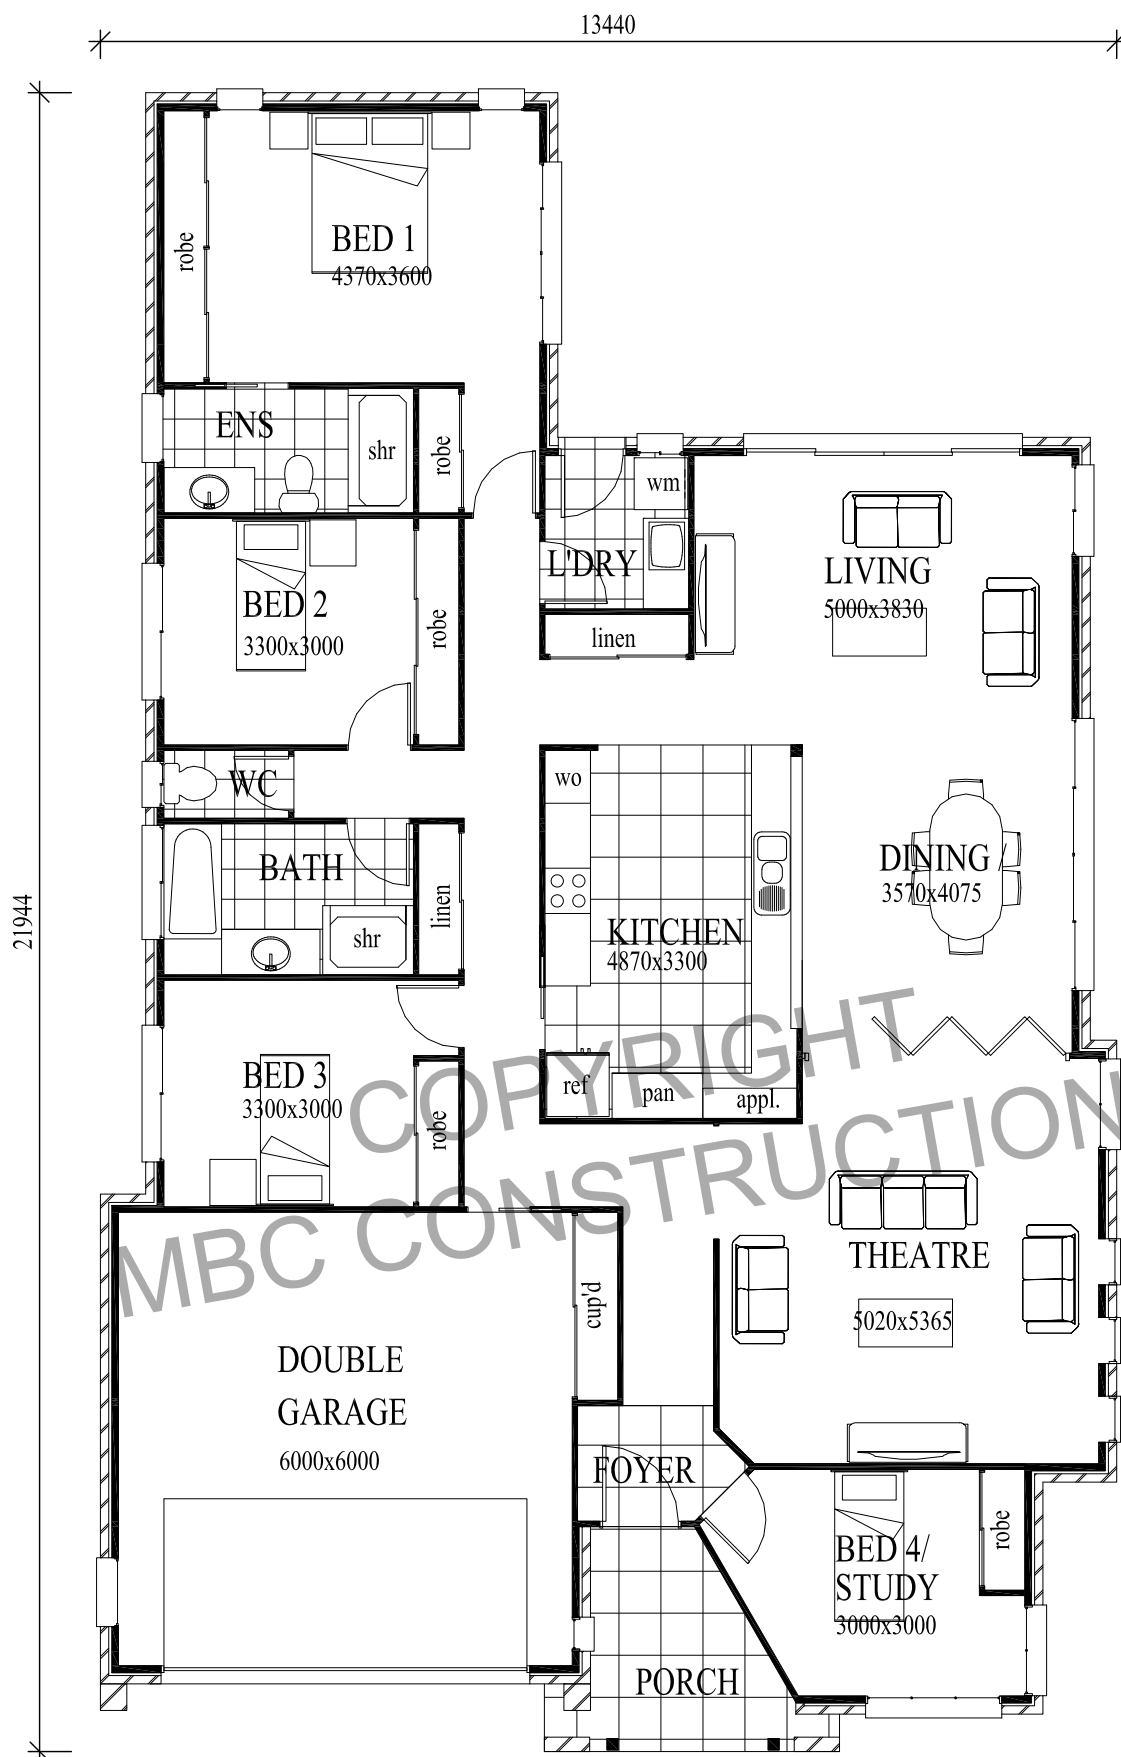 13440
21944
BED 1
4370x3600
robe
ENS
shr
robe
wm
L'DRY
linen
LIVING
5000x3830
BED 2
3300x3000
robe
WC
wo
BATH
shr
linen
DINING /
3570x4075
KITCHEN
4870x3300
BED 3
3300x3000
robe
ref
pan
appl.
COPYRIGHT
MBC CONSTRUCTION
THEATRE
5020x5365
cup'd
DOUBLE
GARAGE
6000x6000
FOYER
BED 4/
STUDY
3000x3000
robe
PORCH